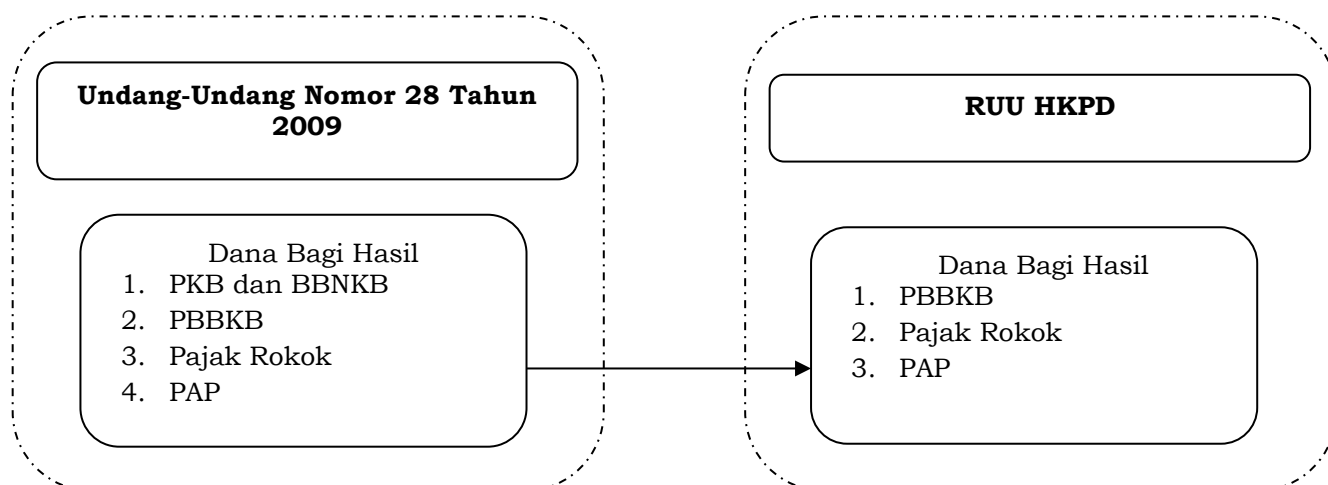 Undang-Undang Nomor 28 Tahun
2009
Dana Bagi Hasil
1. PKB dan BBNKB
2. PBBKB
3. Pajak Rokok
4. PAP
RUU HKPD
Dana Bagi Hasil
1. PBBKB
2. Pajak Rokok
3. PAP